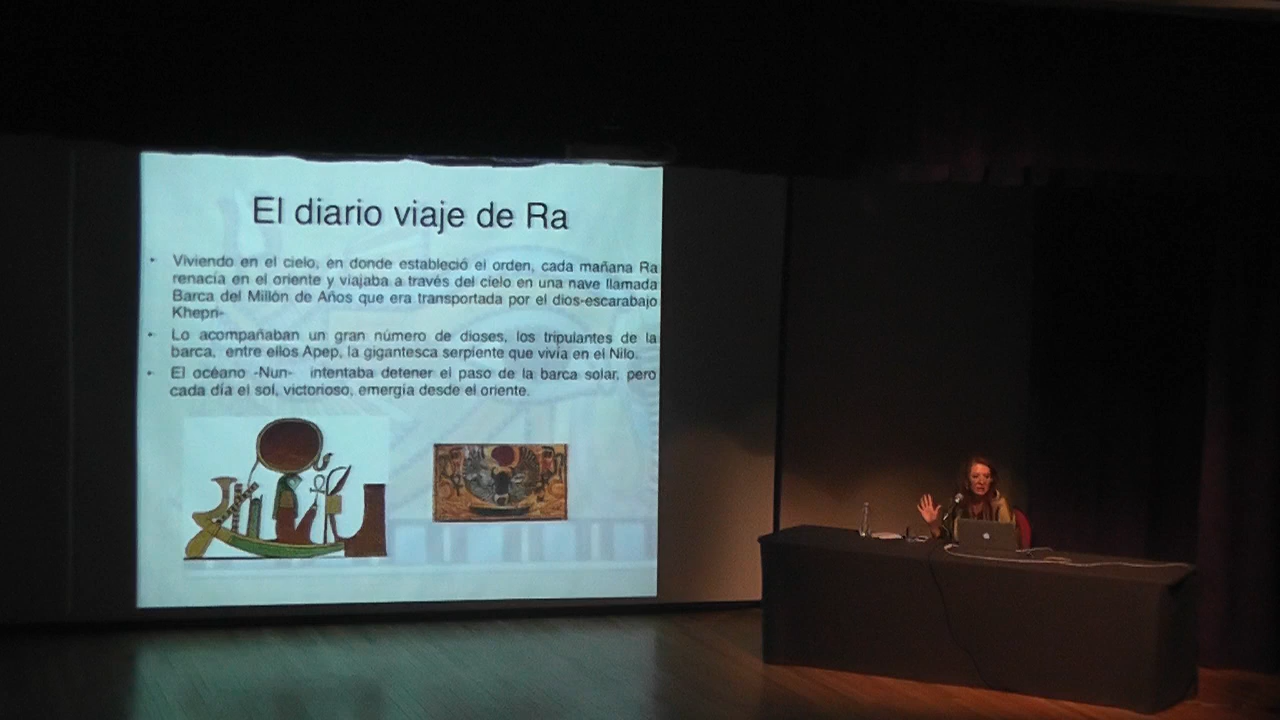 El diario viaje de Ra
• Viviendo en el cielo, en donde estableció el orden, cada mañana Ra
renacía en el oriente y viajaba a través del cielo en una nave llamada
Barca del Millón de Años que era transportada por el dios-escarabajo
Khepri-
• Lo acompañaban un gran número de dioses, los tripulantes de la
barca, entre ellos Apep, la gigantesca serpiente que vivía en el Nilo.
• El océano -Nun- intentaba detener el paso de la barca solar, pero
cada día el sol, victorioso, emergía desde el oriente.